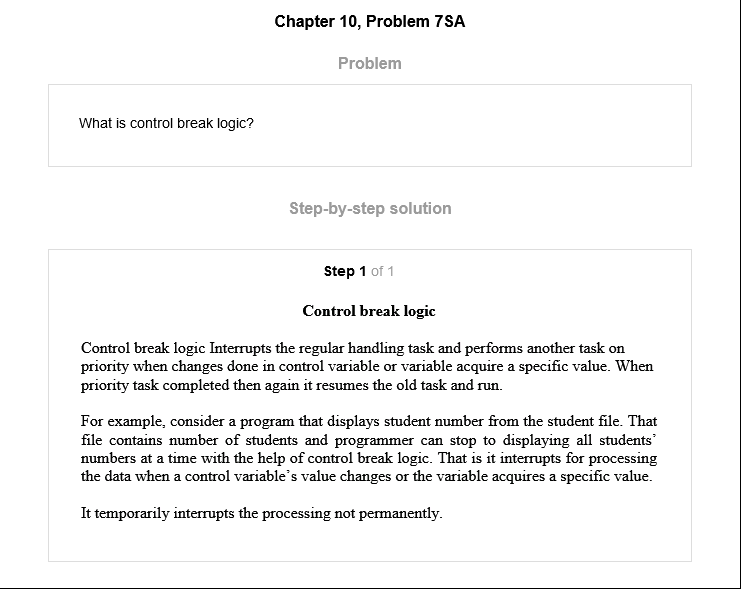 Chapter 10, Problem 7SA
Problem
What is control break logic?
Step-by-step solution
Step 1 of 1
Control break logic
Control break logic Interrupts the regular handling task and performs another task on
priority when changes done in control variable or variable acquire a specific value. When
priority task completed then again it resumes the old task and run.
For example, consider a program that displays student number from the student file. That
file contains number of students and programmer can stop to displaying all students’
numbers at a time with the help of control break logic. That is it interrupts for processing
the data when a control variable’s value changes or the variable acquires a specific value.
It temporarily interrupts the processing not permanently.